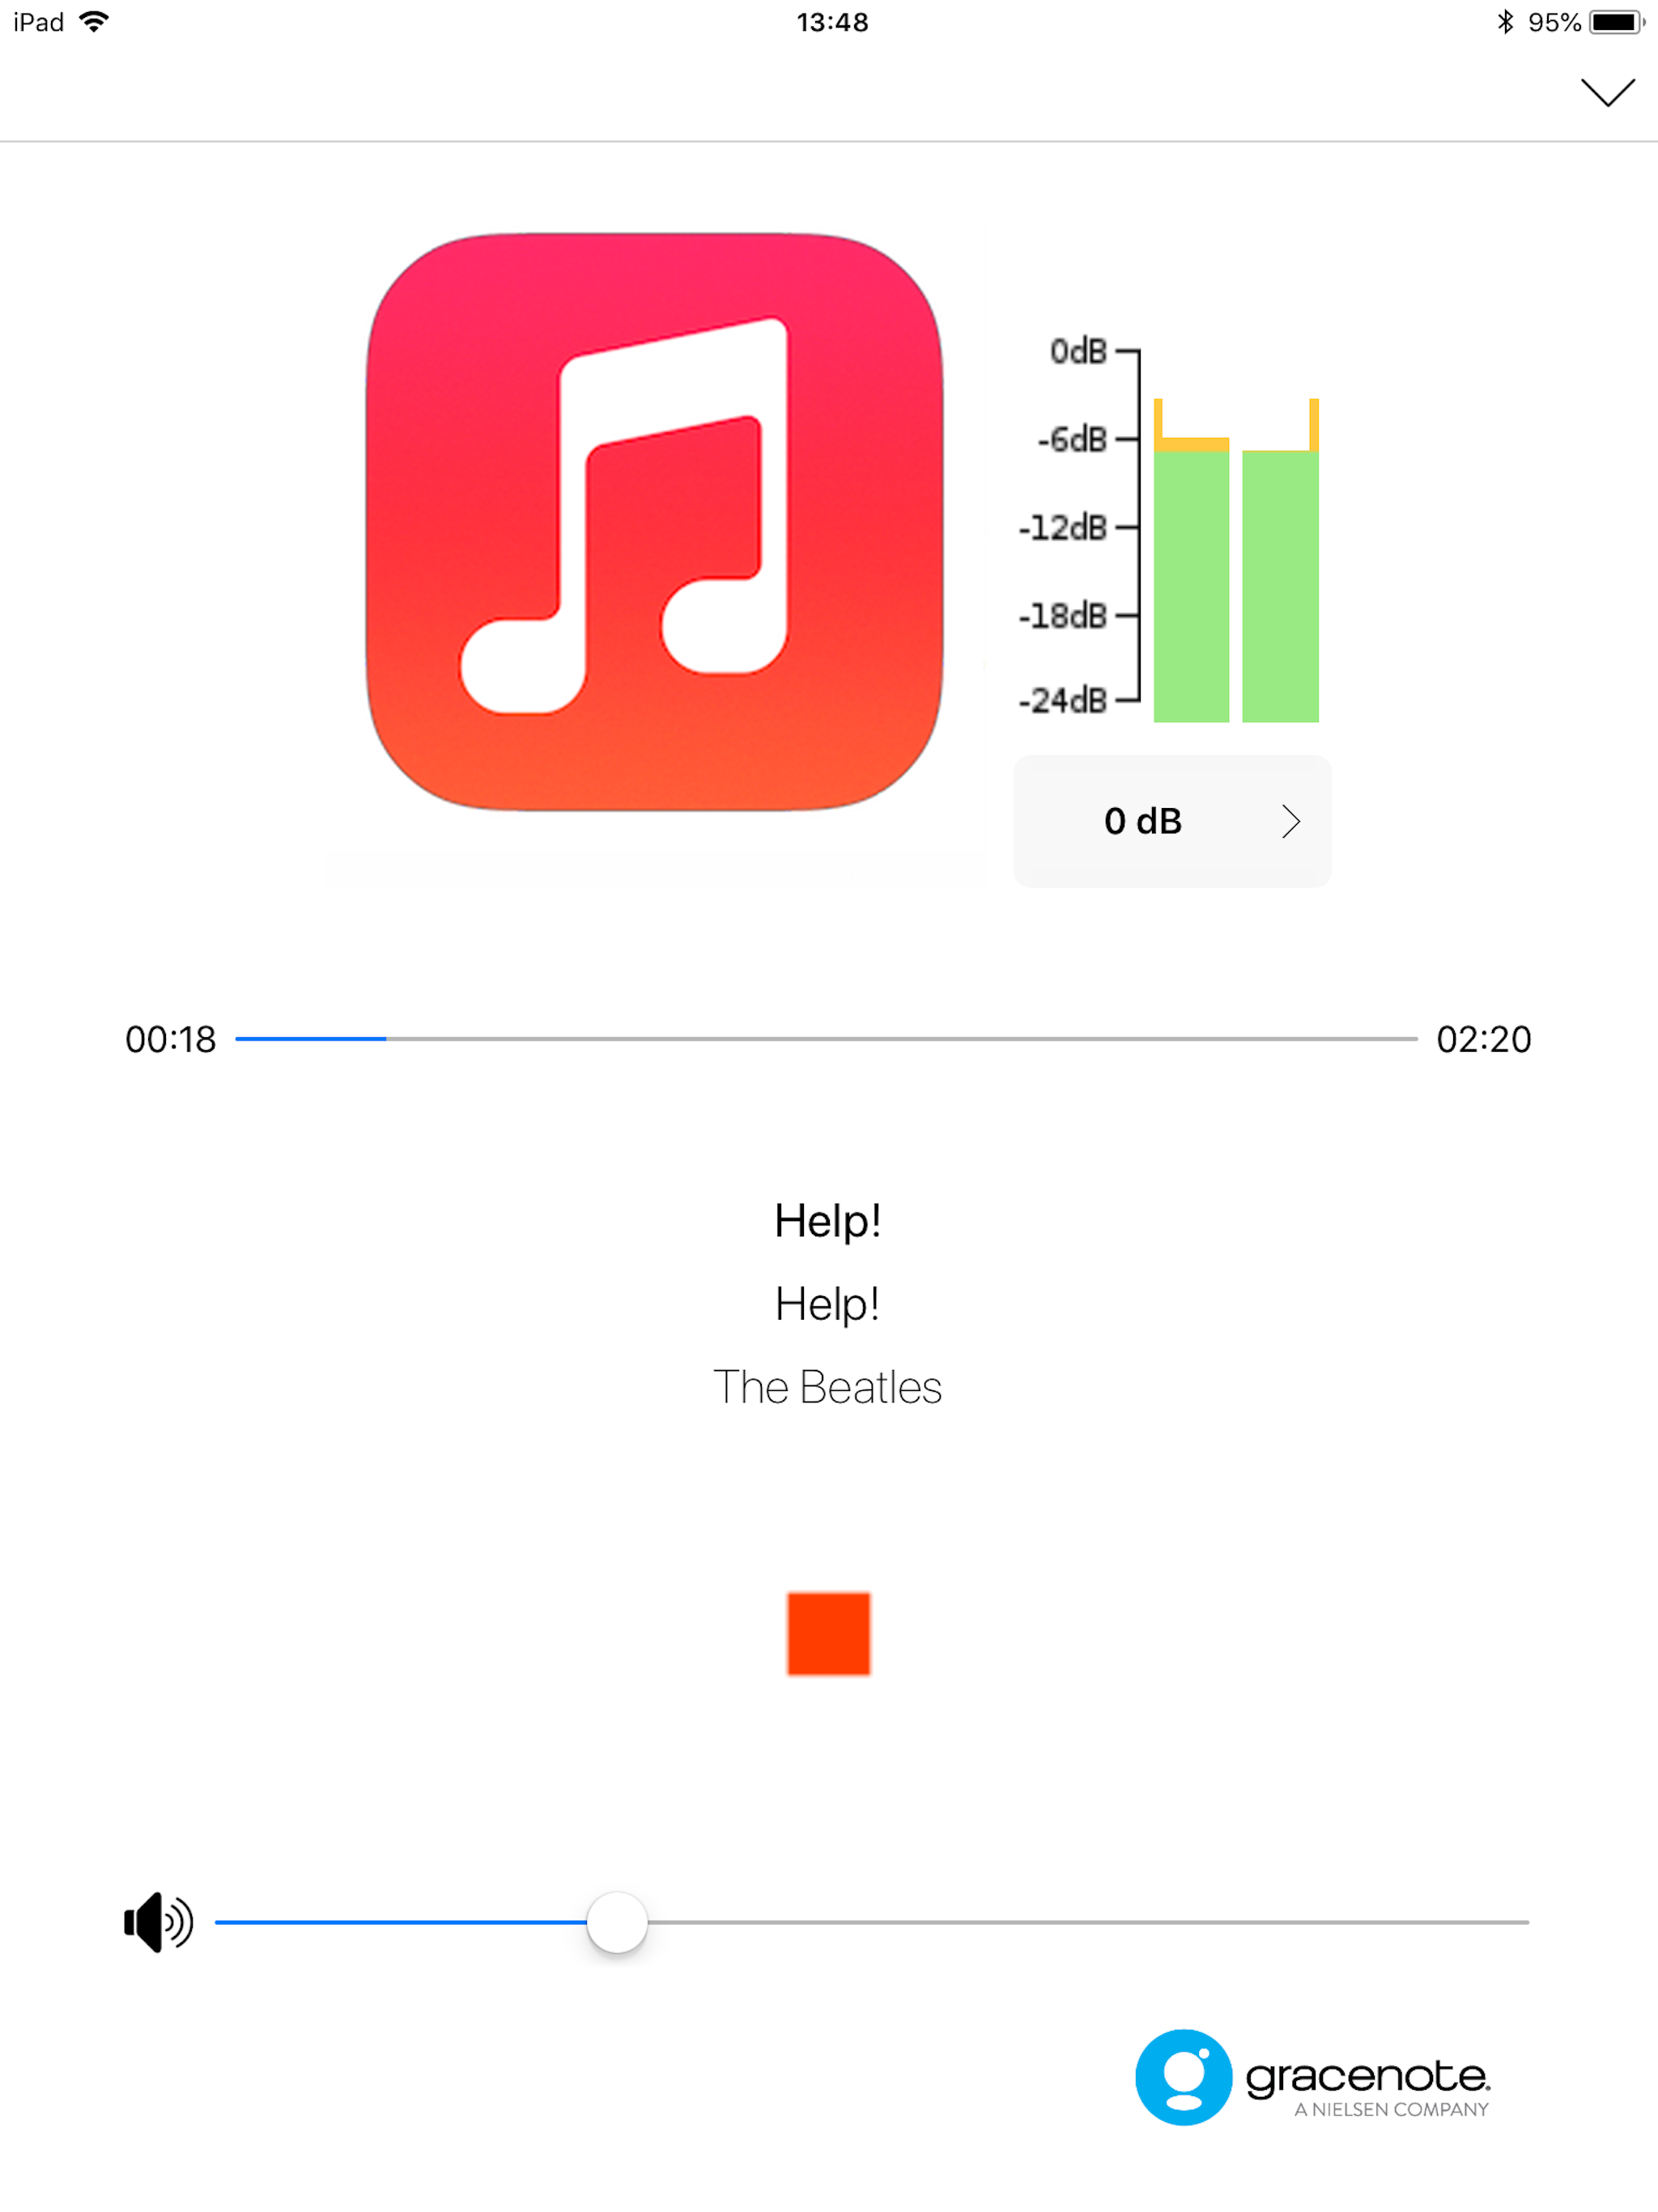 iPad 13:48 95%
0dB
-6dB
-12dB
-18dB
-24dB
0 dB
00:18 02:20
Help!
Help!
The Beatles
gracenote.
A NIELSEN COMPANY